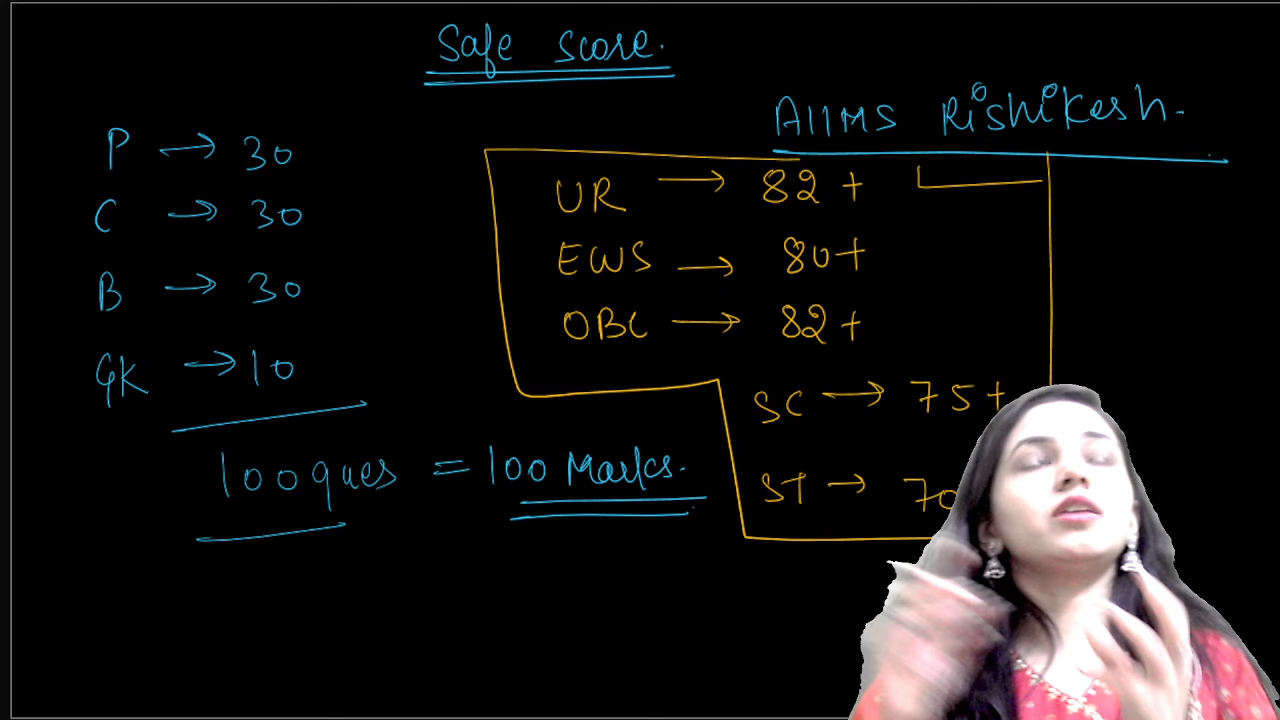 Safe Score.
AIIMS Rishikesh.
P → 30
C → 30
B → 30
GK → 10
100 ques = 100 Marks.
UR → 82+
EWS → 80+
OBC → 82+
SC → 75+
ST → 70